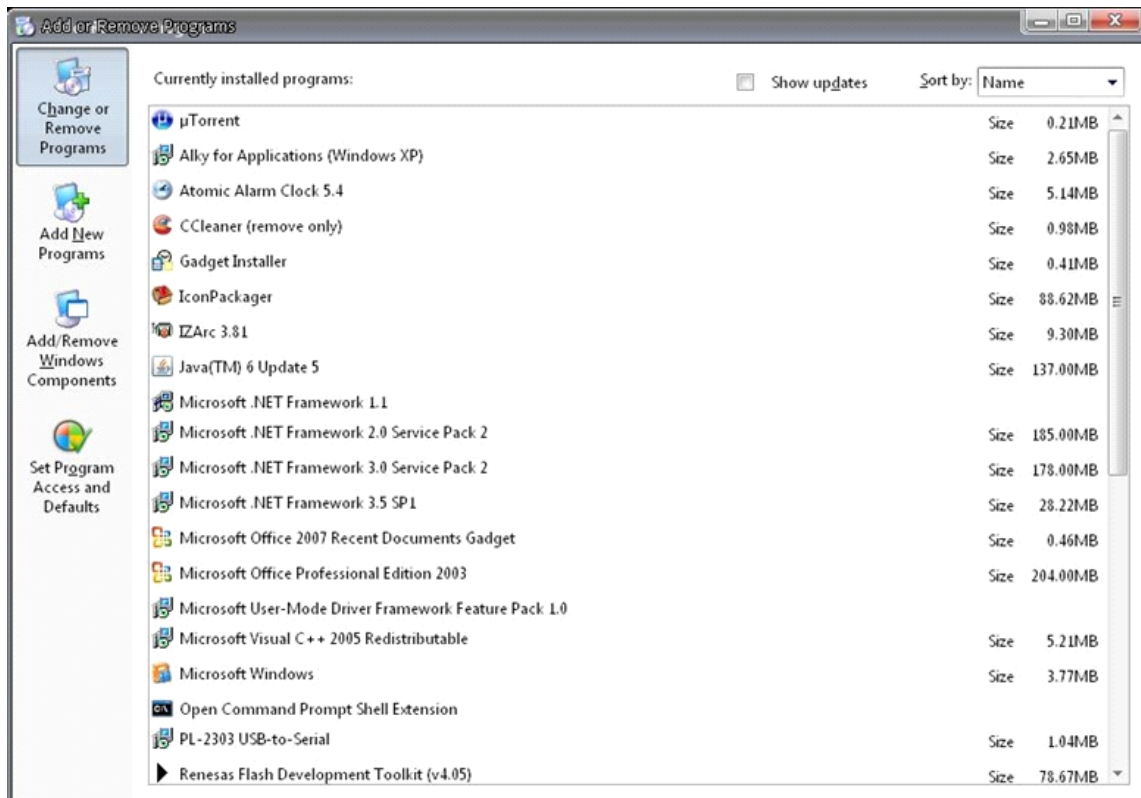 Add or Remove Programs
Change or
Remove
Programs
Add New
Programs
Add/Remove
Windows
Components
Set Program
Access and
Defaults
Currently installed programs:
Show updates
Sort by: Name
µTorrent Size 0.21MB
Alky for Applications (Windows XP) Size 2.65MB
Atomic Alarm Clock 5.4 Size 5.14MB
CCleaner (remove only) Size 0.98MB
Gadget Installer Size 0.41MB
IconPackager Size 88.62MB
IZArc 3.81 Size 9.30MB
Java(TM) 6 Update 5 Size 137.00MB
Microsoft .NET Framework 1.1
Microsoft .NET Framework 2.0 Service Pack 2 Size 185.00MB
Microsoft .NET Framework 3.0 Service Pack 2 Size 178.00MB
Microsoft .NET Framework 3.5 SP1 Size 28.22MB
Microsoft Office 2007 Recent Documents Gadget Size 0.46MB
Microsoft Office Professional Edition 2003 Size 204.00MB
Microsoft User-Mode Driver Framework Feature Pack 1.0
Microsoft Visual C++ 2005 Redistributable Size 5.21MB
Microsoft Windows Size 3.77MB
Open Command Prompt Shell Extension
PL-2303 USB-to-Serial Size 1.04MB
Renesas Flash Development Toolkit (v4.05) Size 78.67MB